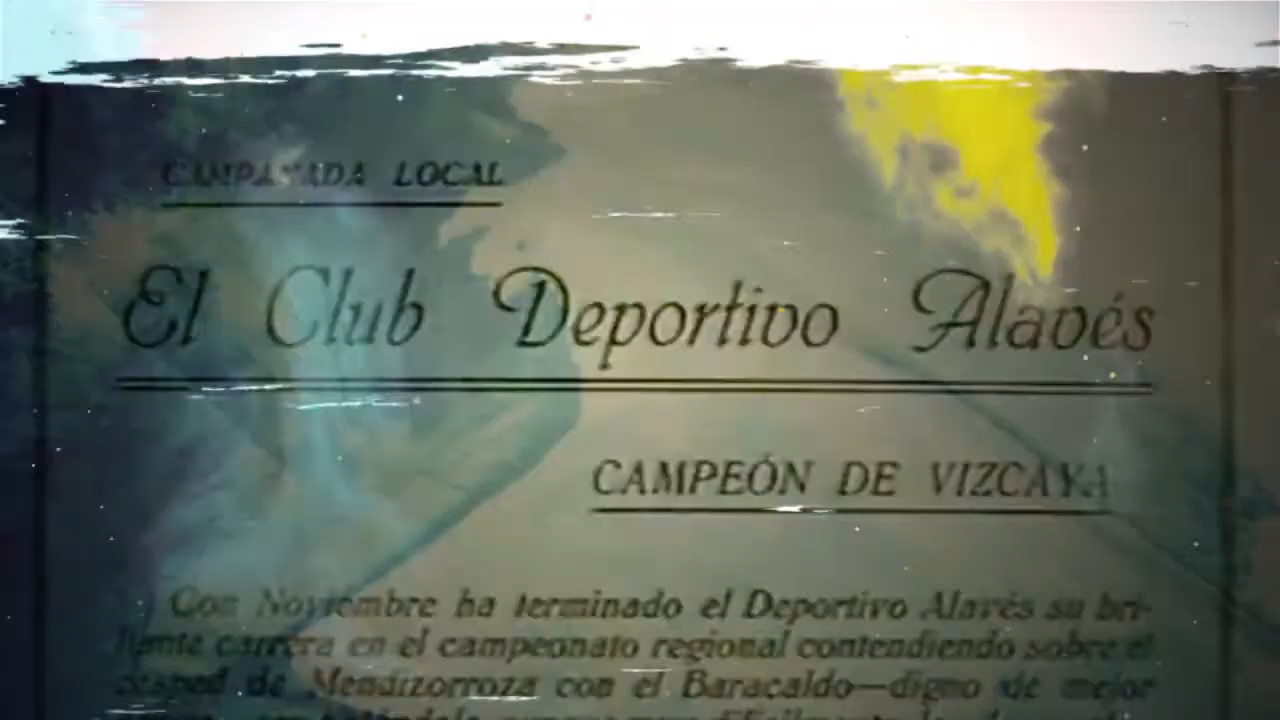 CAMPANADA LOCAL
El Club Deportivo Alavés
CAMPEÓN DE VIZCAYA
Con Noviembre ha terminado el Deportivo Alavés su bri-
llante carrera en el campeonato regional contendiendo sobre el
césped de Mendizorroza con el Baracaldo—digno de mejor